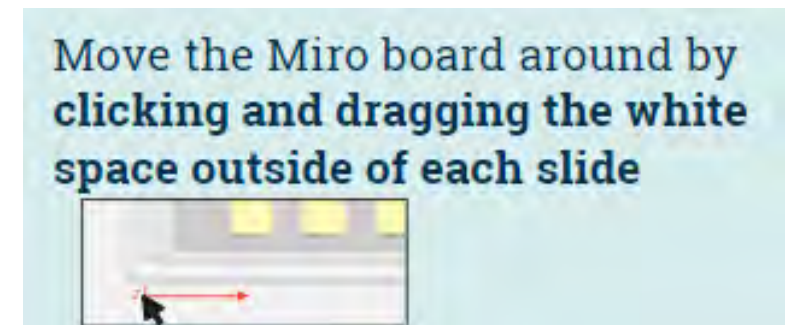 Move the Miro board around by
clicking and dragging the white
space outside of each slide